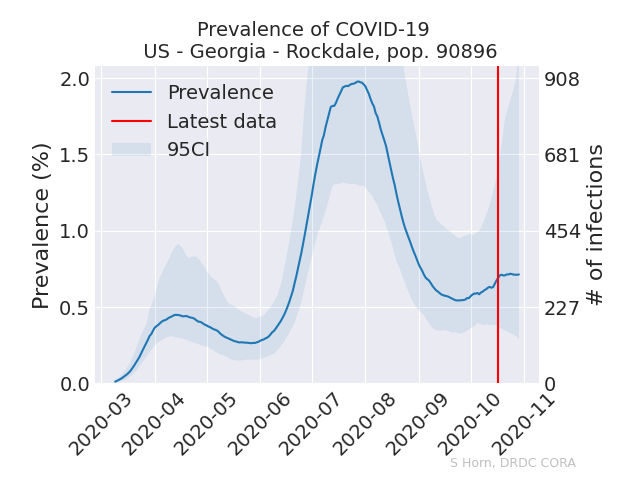 Prevalence of COVID-19
US - Georgia - Rockdale, pop. 90896
Prevalence
Latest data
95CI
Prevalence (%)
2.0
1.5
1.0
0.5
0.0
908
681
454
227
0
# of infections
2020-03
2020-04
2020-05
2020-06
2020-07
2020-08
2020-09
2020-10
2020-11
S Horn, DRDC CORA